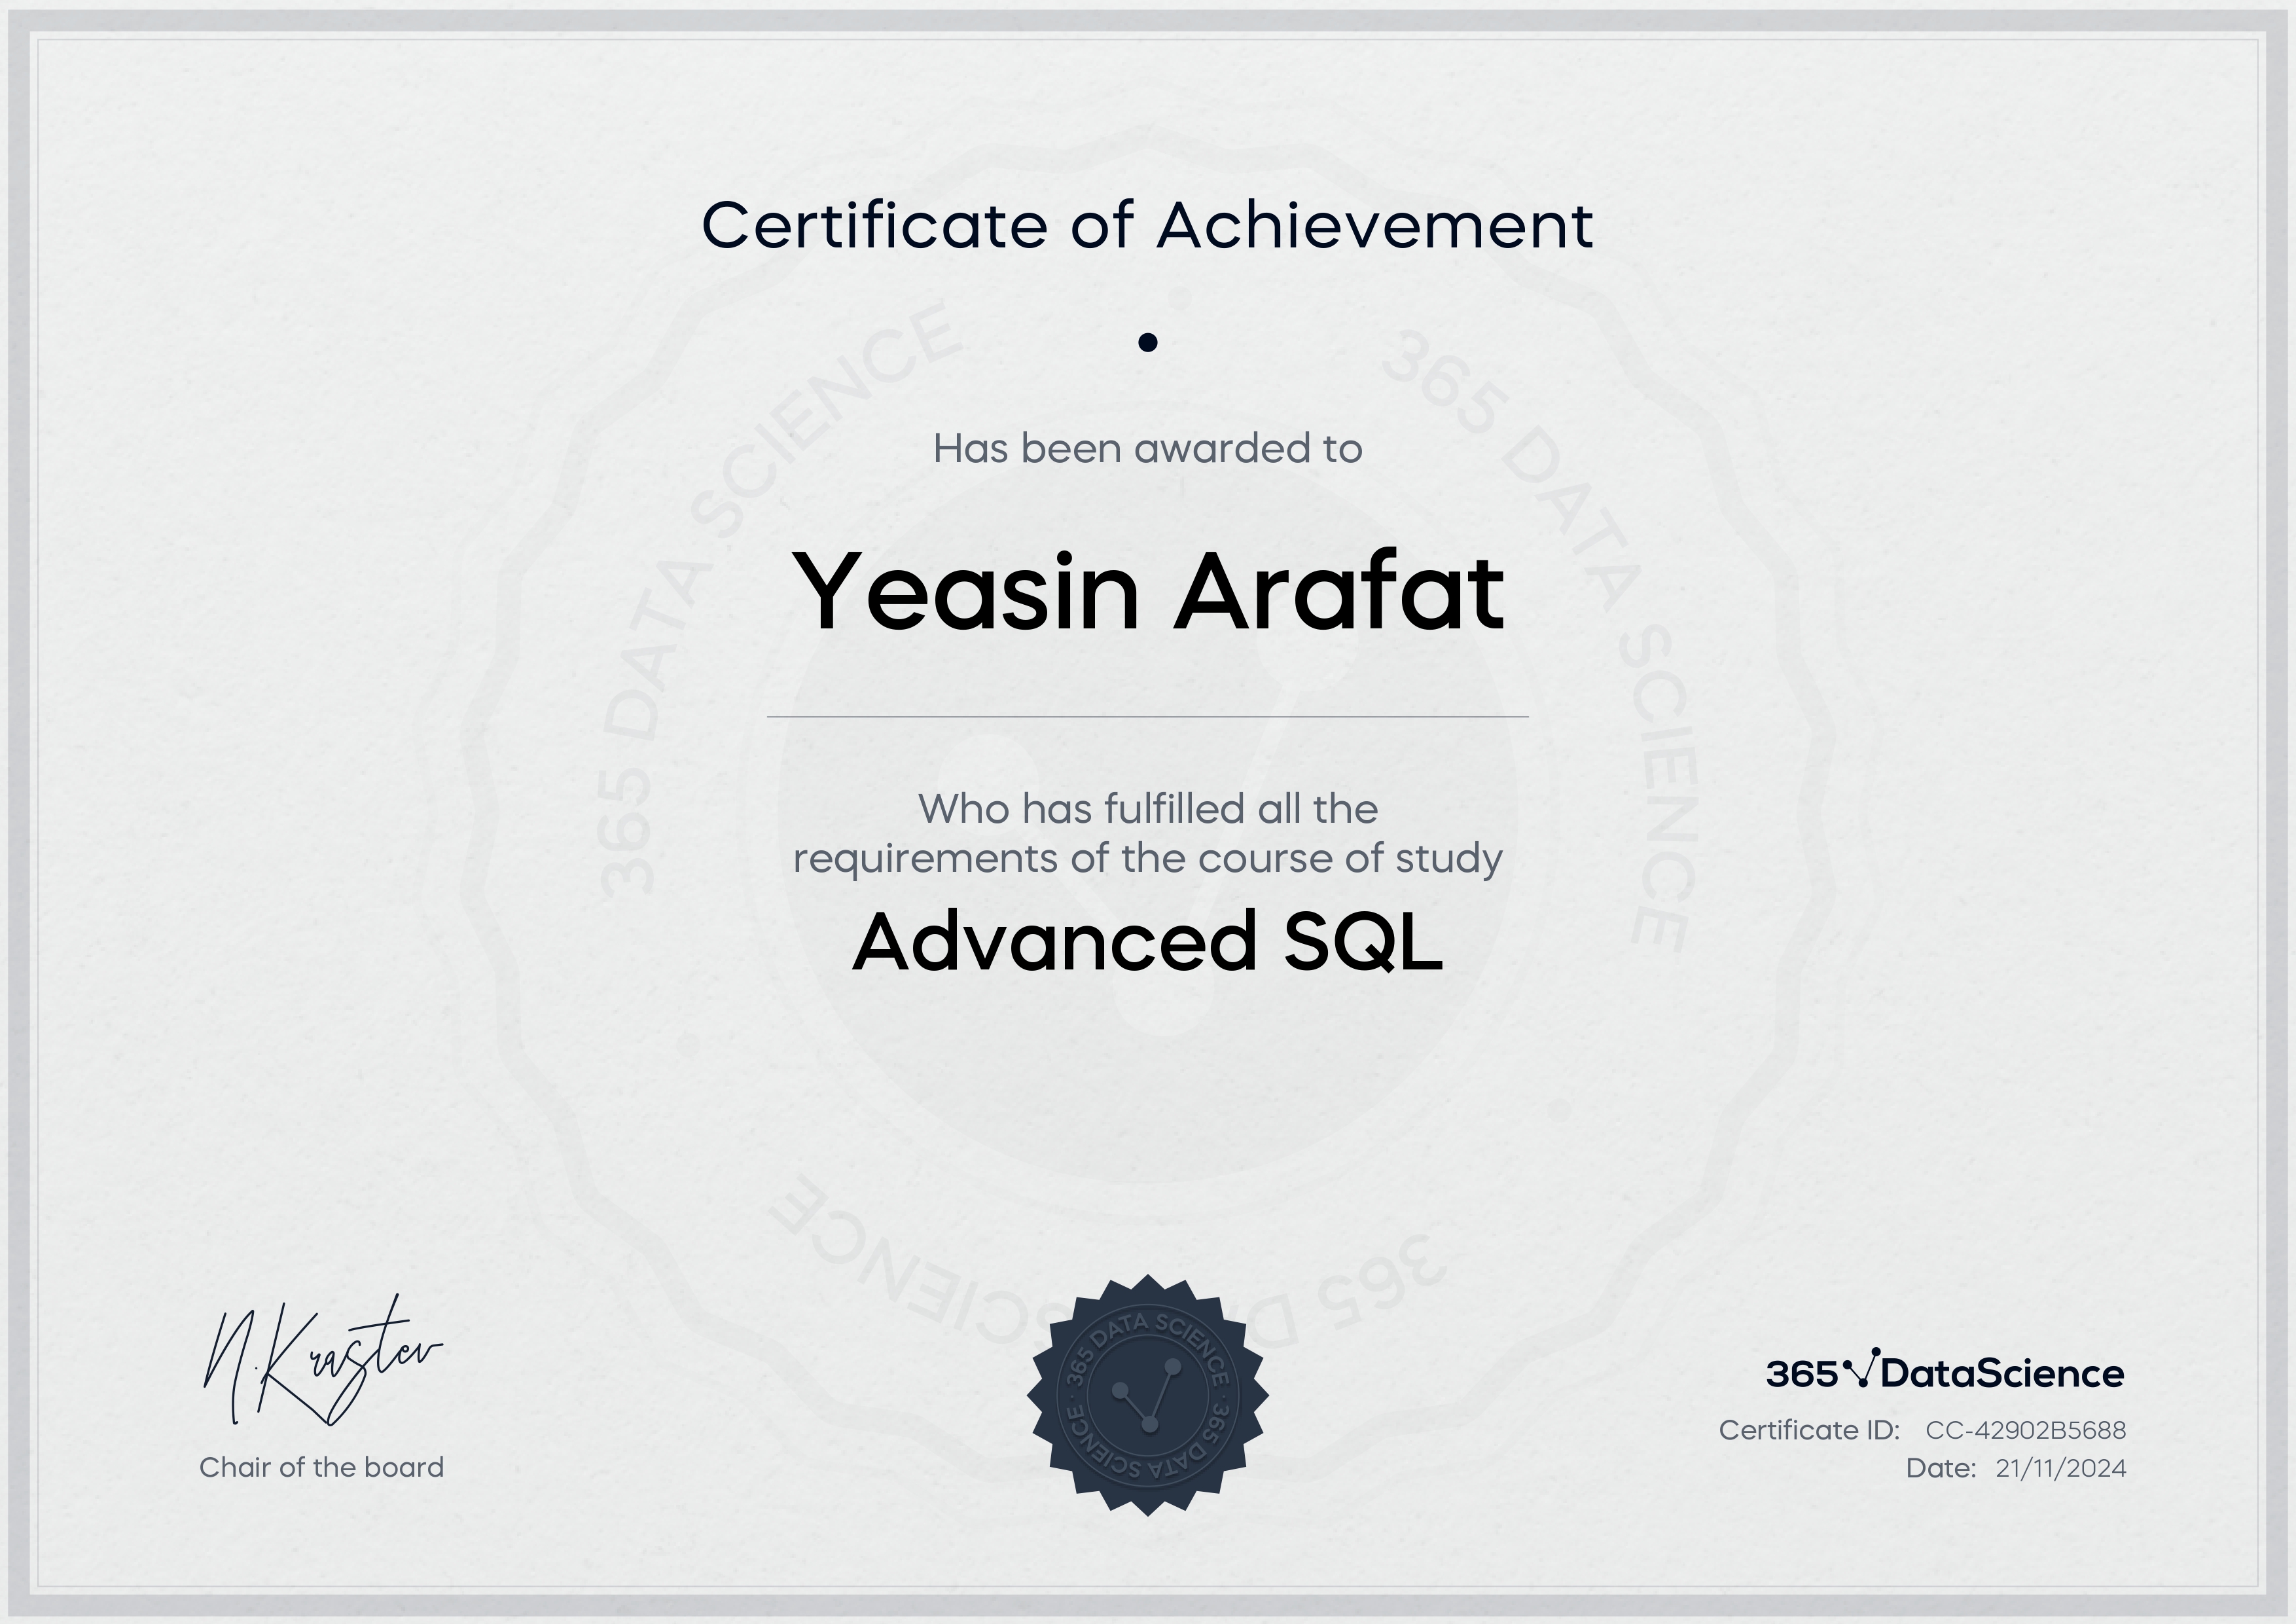 Certificate of Achievement
Has been awarded to
Yeasin Arafat
Who has fulfilled all the
requirements of the course of study
Advanced SQL
N.Krastev
Chair of the board
365 DATA SCIENCE · 365 DATA SCIENCE ·
365 DataScience
Certificate ID: CC-42902B5688
Date: 21/11/2024
365 DATA SCIENCE
365 DATA SCIENCE
365 DATA SCIENCE